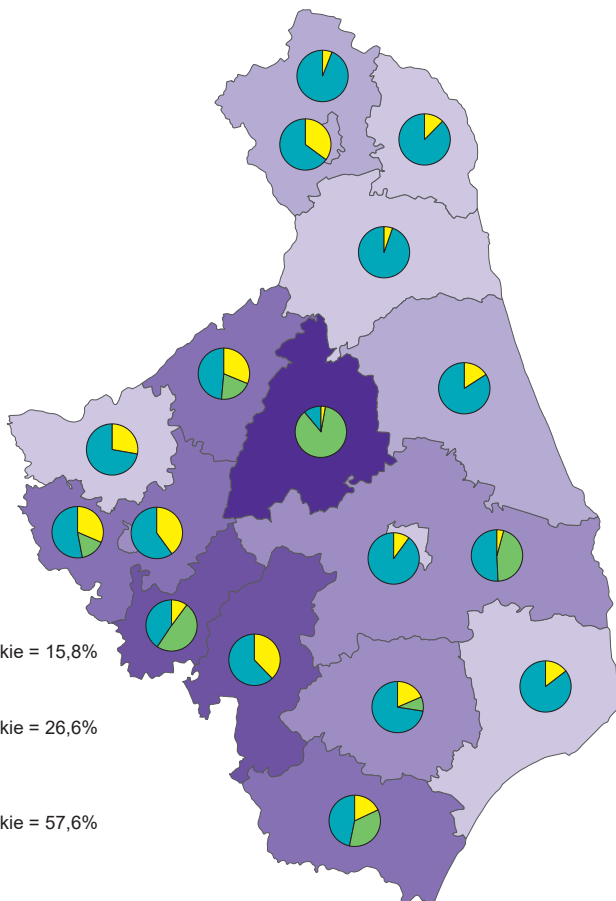 kie = 15,8%
kie = 26,6%
kie = 57,6%